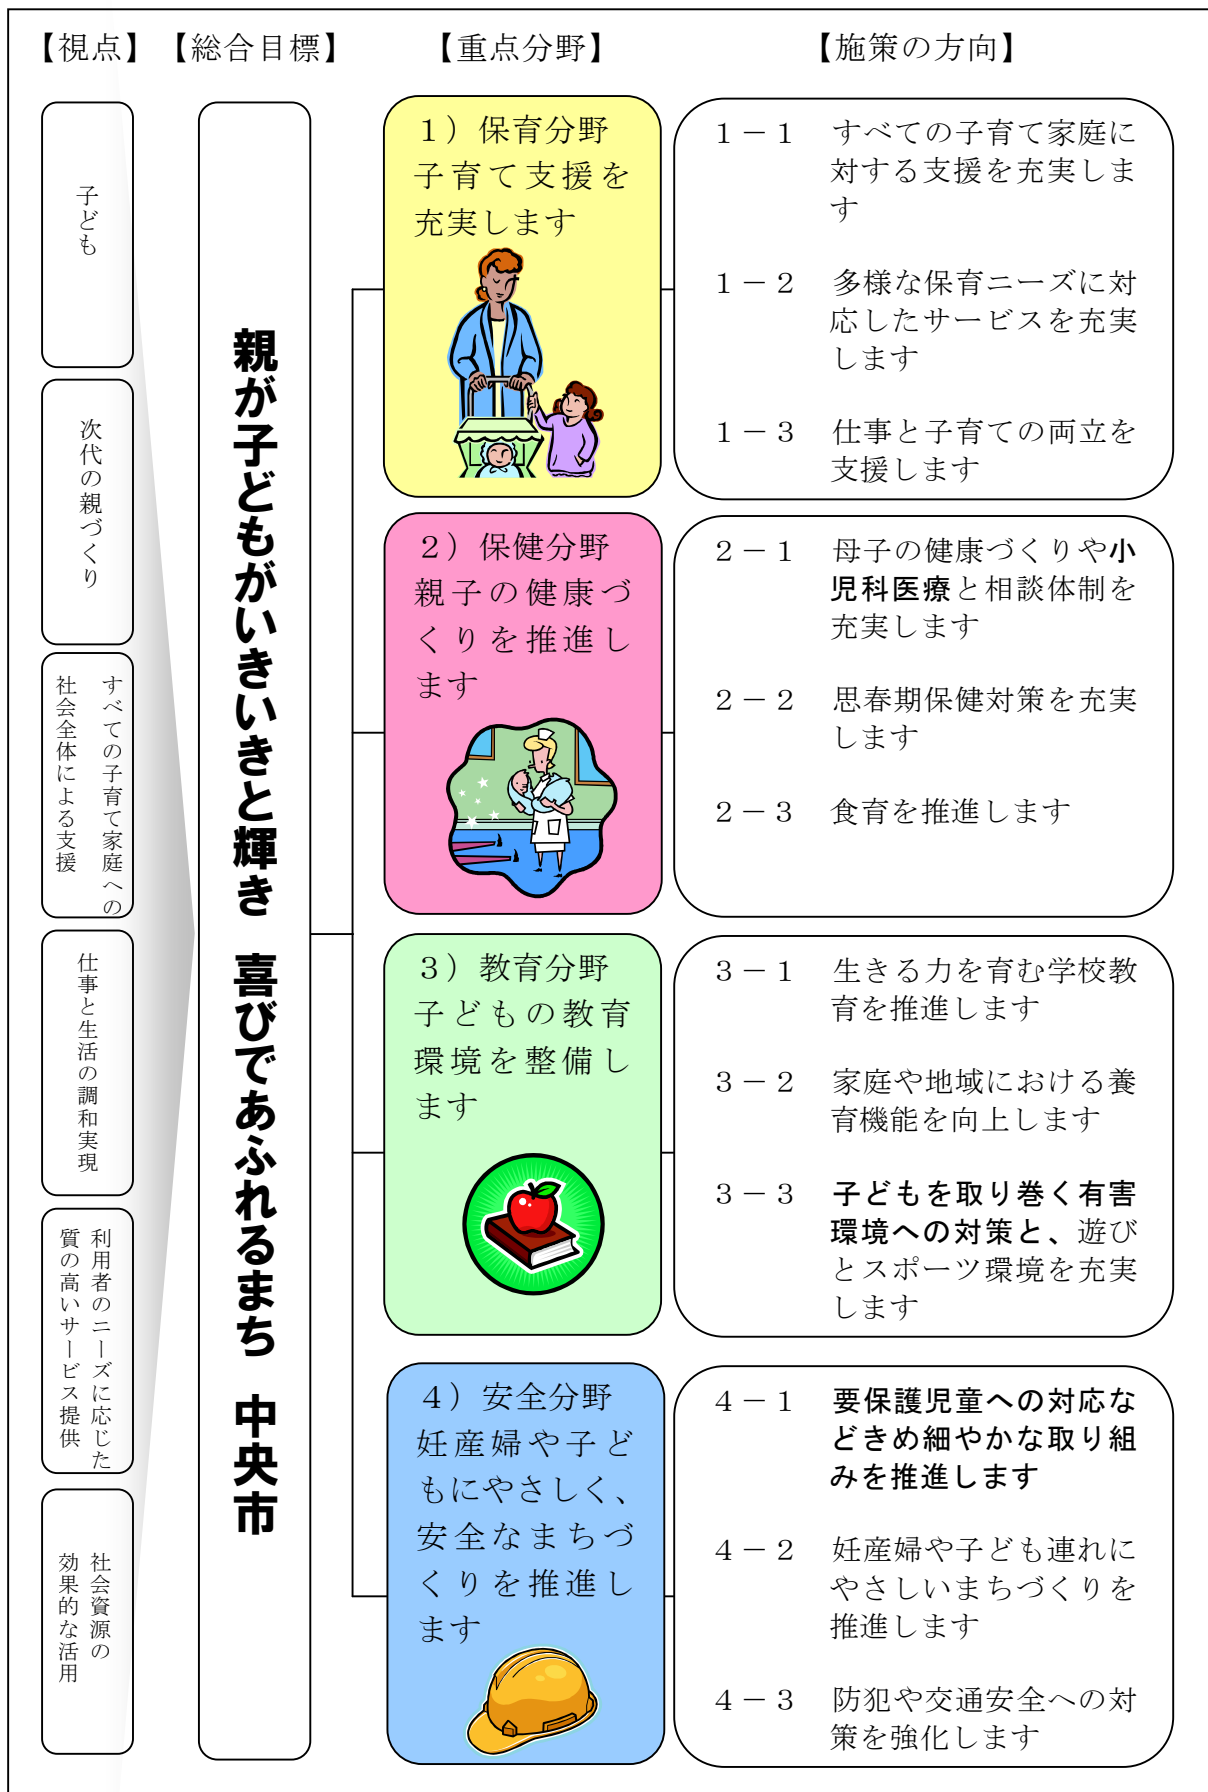 【視点】
【総合目標】
【重点分野】
【施策の方向】
子ども
次代の親づくり
すべての子育て家庭への
社会全体による支援
仕事と生活の調和実現
利用者のニーズに応じた
質の高いサービス提供
社会資源の
効果的な活用
親が子どもがいきいきと輝き　喜びであふれるまち　中央市
１）保育分野
子育て支援を
充実します
１－１　すべての子育て家庭に
対する支援を充実しま
す
１－２　多様な保育ニーズに対
応したサービスを充実
します
１－３　仕事と子育ての両立を
支援します
２）保健分野
親子の健康づ
くりを推進し
ます
２－１　母子の健康づくりや小
児科医療と相談体制を
充実します
２－２　思春期保健対策を充実
します
２－３　食育を推進します
３）教育分野
子どもの教育
環境を整備し
ます
３－１　生きる力を育む学校教
育を推進します
３－２　家庭や地域における養
育機能を向上します
３－３　子どもを取り巻く有害
環境への対策と、遊び
とスポーツ環境を充実
します
４）安全分野
妊産婦や子ど
もにやさしく、
安全なまちづ
くりを推進し
ます
４－１　要保護児童への対応な
どきめ細やかな取り組
みを推進します
４－２　妊産婦や子ども連れに
やさしいまちづくりを
推進します
４－３　防犯や交通安全への対
策を強化します